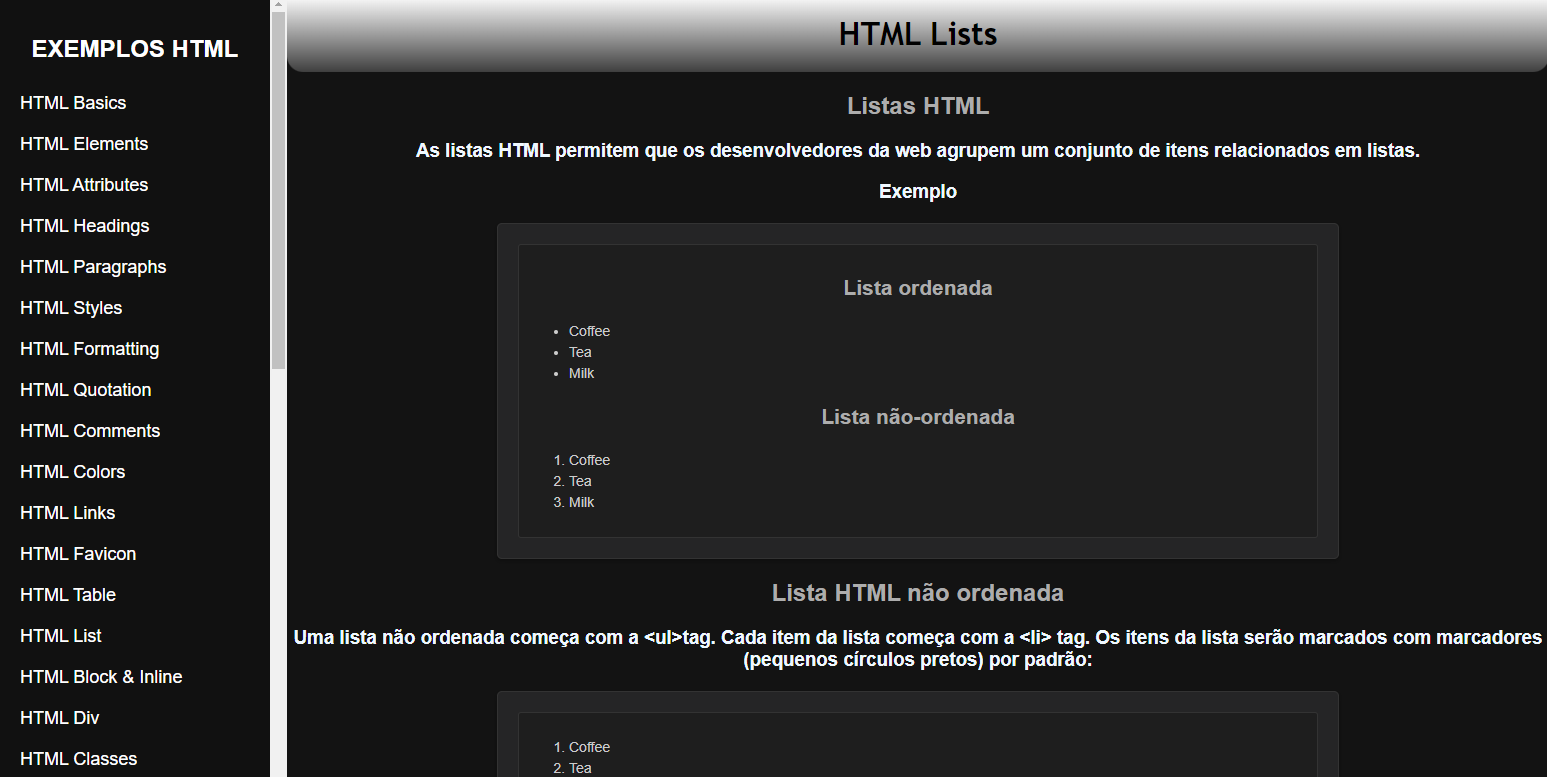 EXEMPLOS HTML
HTML Basics
HTML Elements
HTML Attributes
HTML Headings
HTML Paragraphs
HTML Styles
HTML Formatting
HTML Quotation
HTML Comments
HTML Colors
HTML Links
HTML Favicon
HTML Table
HTML List
HTML Block & Inline
HTML Div
HTML Classes
HTML Lists
Listas HTML
As listas HTML permitem que os desenvolvedores da web agrupem um conjunto de itens relacionados em listas.
Exemplo
Lista ordenada
• Coffee
• Tea
• Milk
Lista não-ordenada
1. Coffee
2. Tea
3. Milk
Lista HTML não ordenada
Uma lista não ordenada começa com a <ul>tag. Cada item da lista começa com a <li> tag. Os itens da lista serão marcados com marcadores
(pequenos círculos pretos) por padrão:
1. Coffee
2. Tea